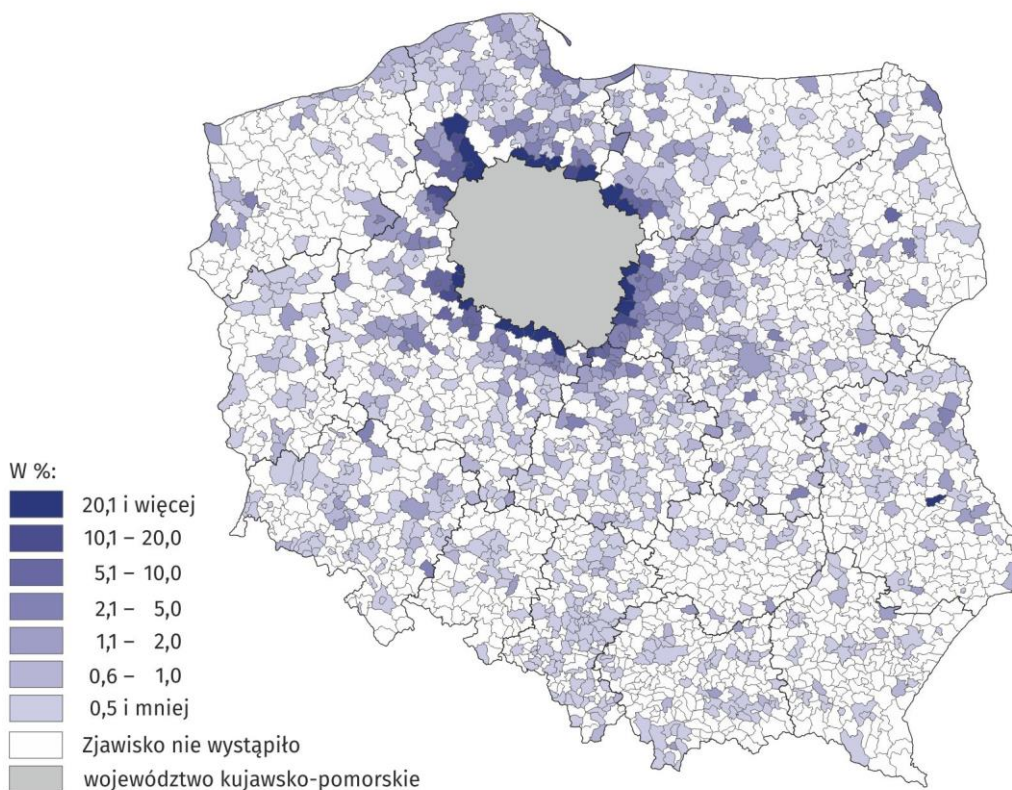 W %:
20,1 i więcej
10,1 – 20,0
5,1 – 10,0
2,1 – 5,0
1,1 – 2,0
0,6 – 1,0
0,5 i mniej
Zjawisko nie wystąpiło
województwo kujawsko-pomorskie